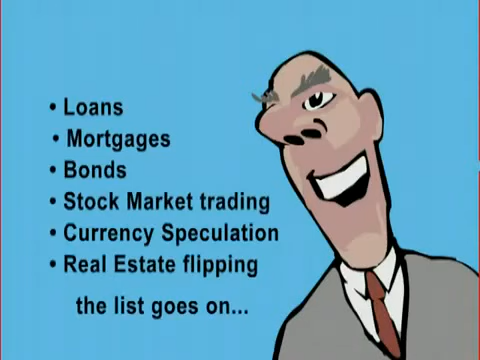 • Loans
• Mortgages
• Bonds
• Stock Market trading
• Currency Speculation
• Real Estate flipping
the list goes on...